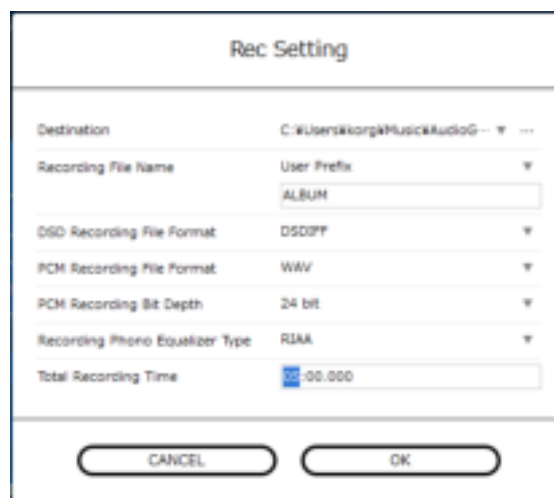 Rec Setting
Destination C:¥Users¥korg¥Music¥AudioG··· ▼ ···
Recording File Name User Prefix ▼
ALBUM
DSD Recording File Format DSDIFF ▼
PCM Recording File Format WAV ▼
PCM Recording Bit Depth 24 bit ▼
Recording Phono Equalizer Type RIAA ▼
Total Recording Time 05:00.000
CANCEL OK